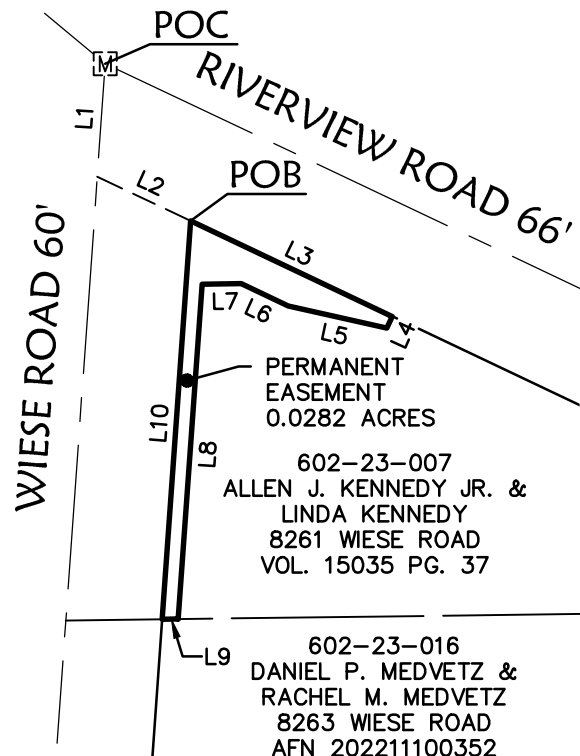 POC
M
RIVERVIEW ROAD 66'
L1
L2
POB
L3
WIESE ROAD 60'
L7
L6
L5
L4
PERMANENT
EASEMENT
0.0282 ACRES
L10
L8
602-23-007
ALLEN J. KENNEDY JR. &
LINDA KENNEDY
8261 WIESE ROAD
VOL. 15035 PG. 37
L9
602-23-016
DANIEL P. MEDVETZ &
RACHEL M. MEDVETZ
8263 WIESE ROAD
AFN 202211100352